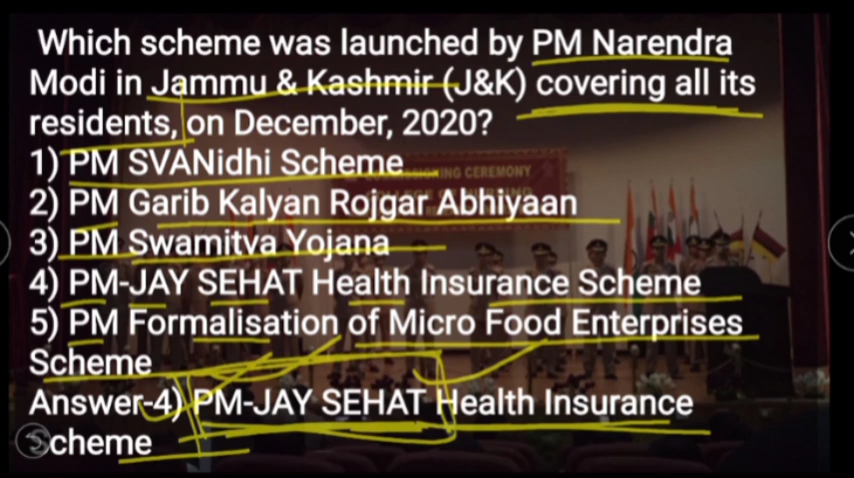 Which scheme was launched by PM Narendra
Modi in Jammu & Kashmir (J&K) covering all its
residents, on December, 2020?
1) PM SVANidhi Scheme
2) PM Garib Kalyan Rojgar Abhiyaan
3) PM Swamitva Yojana
4) PM-JAY SEHAT Health Insurance Scheme
5) PM Formalisation of Micro Food Enterprises
Scheme
Answer-4) PM-JAY SEHAT Health Insurance
Scheme
CEREMONY